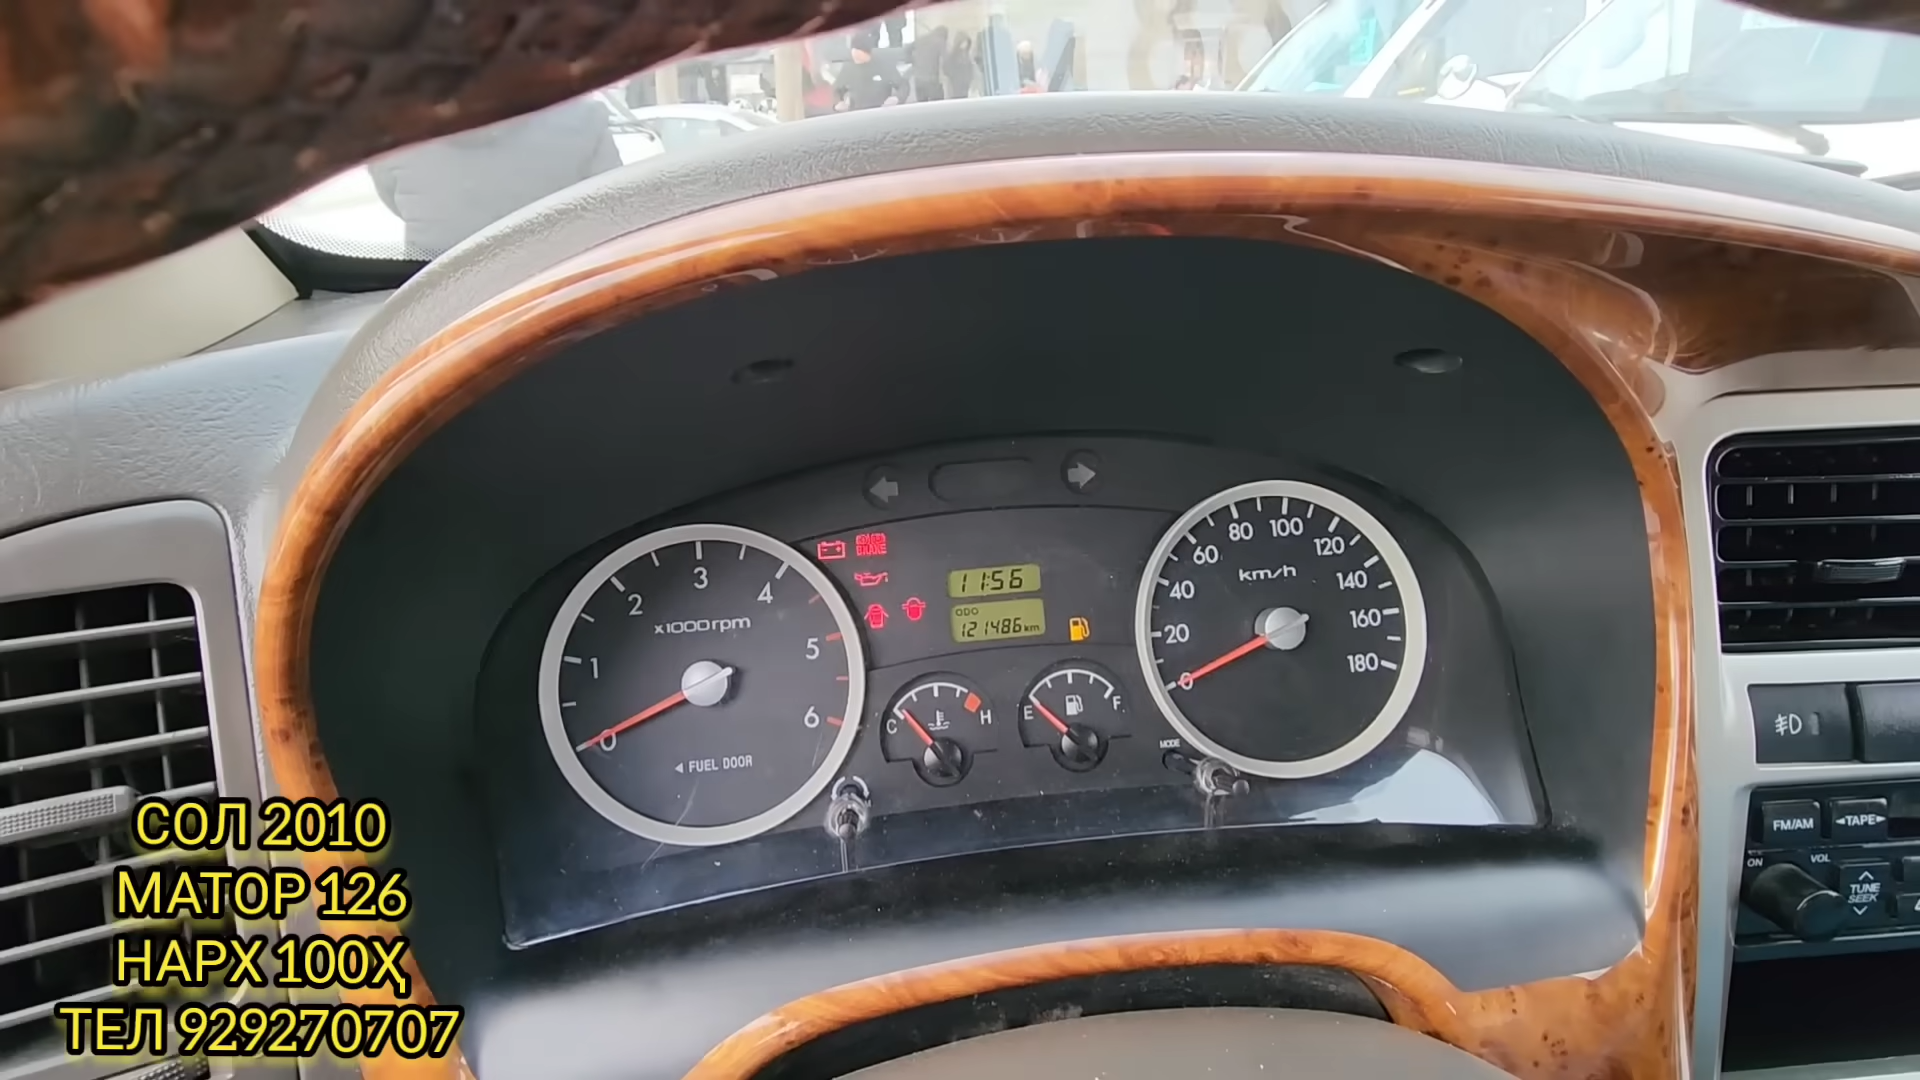 80 100
60 120
40 km/h 140
20 160
0 180
3
2 4
x1000 rpm
1 5
0 6
◄ FUEL DOOR
11:56
ODO
121486 km
C H
E F
MODE
FM/AM ◄TAPE►
ON VOL
TUNE
SEEK
СОЛ 2010
МАТОР 126
НАРХ 100Ҳ
ТЕЛ 929270707